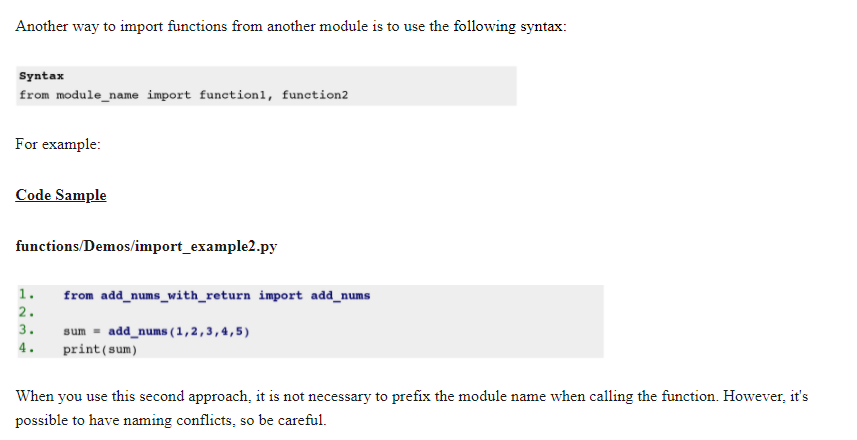 Another way to import functions from another module is to use the following syntax:
Syntax
from module_name import function1, function2
For example:
Code Sample
functions/Demos/import_example2.py
1. from add_nums_with_return import add_nums
2.
3. sum = add_nums(1,2,3,4,5)
4. print(sum)
When you use this second approach, it is not necessary to prefix the module name when calling the function. However, it's
possible to have naming conflicts, so be careful.